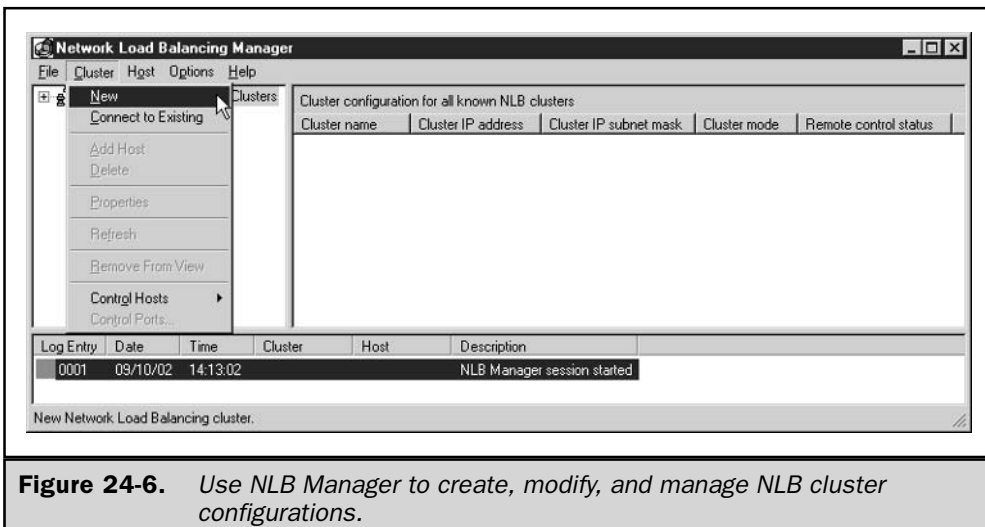 Network Load Balancing Manager
File Cluster Host Options Help
New
Connect to Existing
Add Host
Delete
Properties
Refresh
Remove From View
Control Hosts
Control Ports...
Clusters
Cluster configuration for all known NLB clusters
Cluster name Cluster IP address Cluster IP subnet mask Cluster mode Remote control status
Log Entry Date Time Cluster Host Description
0001 09/10/02 14:13:02 NLB Manager session started
New Network Load Balancing cluster.
Figure 24-6. Use NLB Manager to create, modify, and manage NLB cluster
configurations.